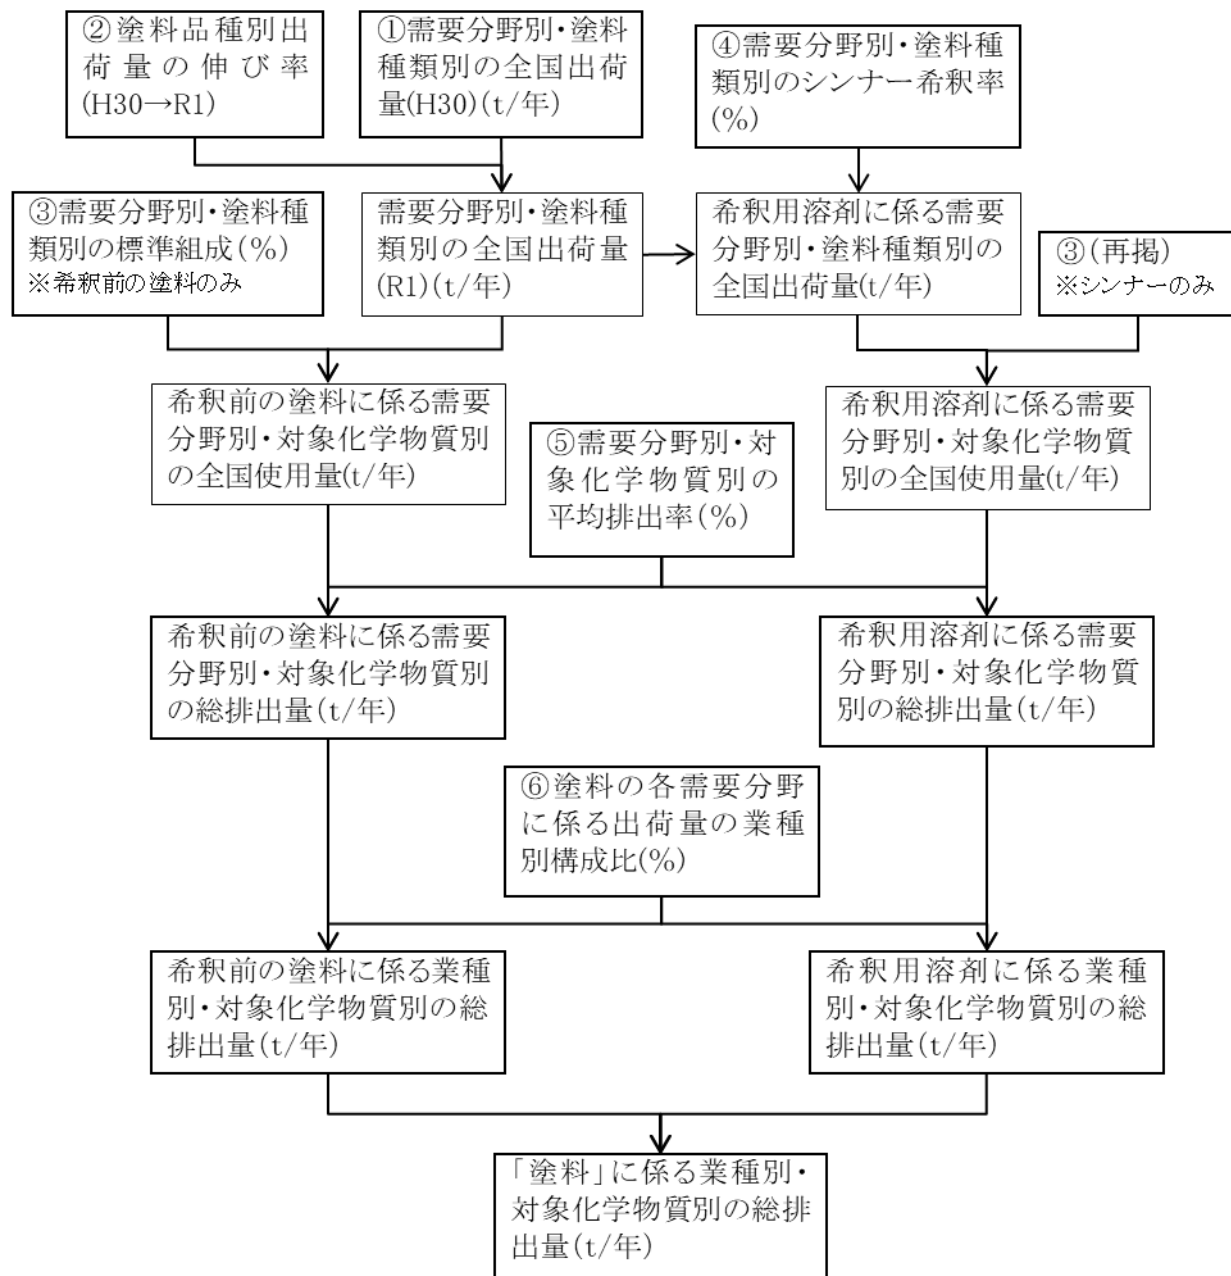 ②塗料品種別出
荷量の伸び率
(H30→R1)
①需要分野別・塗料
種類別の全国出荷
量(H30)(t/年)
④需要分野別・塗料種
類別のシンナー希釈率
(%)
③需要分野別・塗料種
類別の標準組成(%)
※希釈前の塗料のみ
需要分野別・塗料種
類別の全国出荷量
(R1)(t/年)
希釈用溶剤に係る需要
分野別・塗料種類別の
全国出荷量(t/年)
③(再掲)
※シンナーのみ
希釈前の塗料に係る需要
分野別・対象化学物質別
の全国使用量(t/年)
希釈用溶剤に係る需要
分野別・対象化学物質
別の全国使用量(t/年)
⑤需要分野別・対
象化学物質別の
平均排出率(%)
希釈前の塗料に係る需要
分野別・対象化学物質別
の総排出量(t/年)
希釈用溶剤に係る需要
分野別・対象化学物質
別の総排出量(t/年)
⑥塗料の各需要分野
に係る出荷量の業種
別構成比(%)
希釈前の塗料に係る業種
別・対象化学物質別の総
排出量(t/年)
希釈用溶剤に係る業種
別・対象化学物質別の総
排出量(t/年)
「塗料」に係る業種別・
対象化学物質別の総排
出量(t/年)